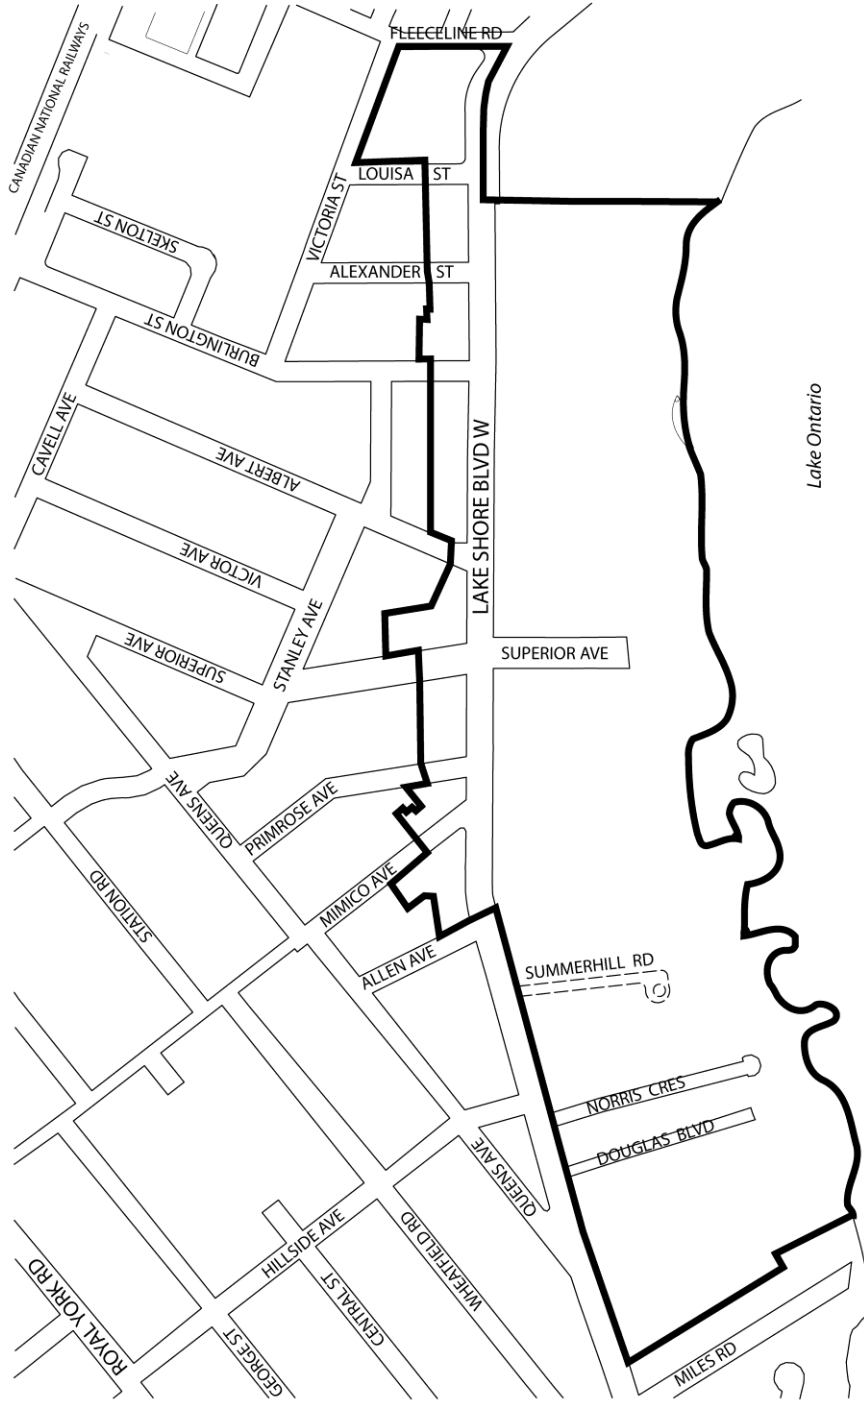 FLEECELINE RD
CANADIAN NATIONAL RAILWAYS
LOUISA ST
VICTORIA ST
SKELTON ST
ALEXANDER ST
BURLINGTON ST
CAVELL AVE
Lake Ontario
ALBERT AVE
LAKE SHORE BLVD W
VICTOR AVE
STANLEY AVE
SUPERIOR AVE
SUPERIOR AVE
QUEENS AVE
PRIMROSE AVE
STATION RD
MIMICO AVE
ALLEN AVE
SUMMERHILL RD
NORRIS CRES
DOUGLAS BLVD
QUEENS AVE
HILLSIDE AVE
WHEATFIELD RD
ROYAL YORK RD
CENTRAL ST
GEORGE ST
MILES RD